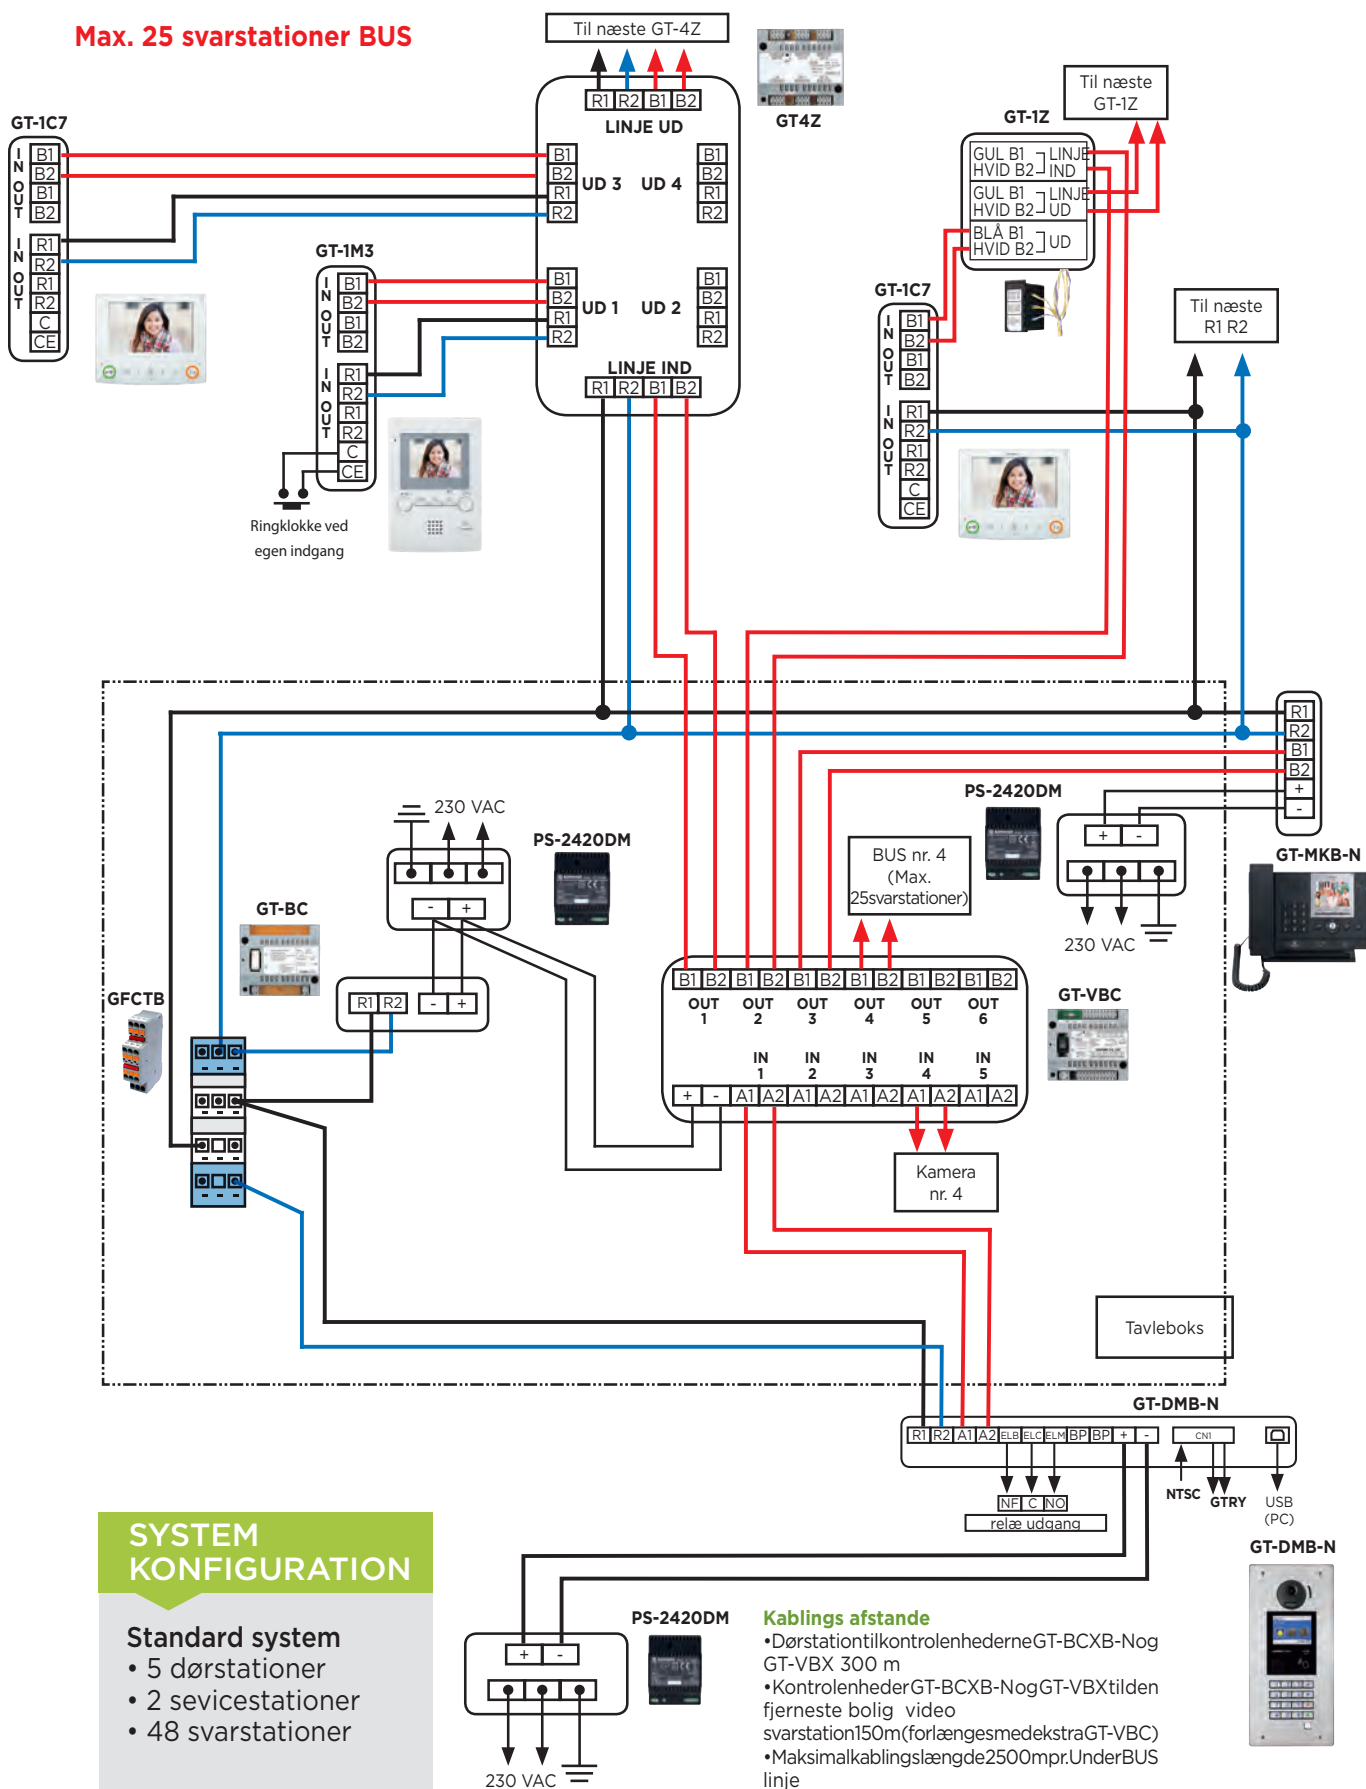 Max. 25 svarstationer BUS
Til næste GT-4Z
R1 R2 B1 B2
LINJE UD
GT4Z
B1
B2
R1
R2
UD 3 UD 4
B1
B2
R1
R2
B1
B2
R1
R2
UD 1 UD 2
B1
B2
R1
R2
LINJE IND
R1 R2 B1 B2
GT-1C7
IN OUT
B1
B2
B1
B2
IN OUT
R1
R2
R1
R2
C
CE
GT-1M3
IN OUT
B1
B2
B1
B2
IN OUT
R1
R2
R1
R2
C
CE
Ringklokke ved
egen indgang
Til næste
GT-1Z
GT-1Z
GUL B1 LINJE
HVID B2 IND
GUL B1 LINJE
HVID B2 UD
BLÅ B1 UD
HVID B2
GT-1C7
IN OUT
B1
B2
B1
B2
IN OUT
R1
R2
R1
R2
C
CE
Til næste
R1 R2
R1
R2
B1
B2
+
-
GT-MKB-N
PS-2420DM
+ -
230 VAC
230 VAC
PS-2420DM
- +
GT-BC
R1 R2 - +
GFCTB
BUS nr. 4
(Max.
25svarstationer)
B1 B2 B1 B2 B1 B2 B1 B2 B1 B2 B1 B2
OUT OUT OUT OUT OUT OUT
1 2 3 4 5 6
IN IN IN IN IN
1 2 3 4 5
+ - A1 A2 A1 A2 A1 A2 A1 A2 A1 A2
GT-VBC
Kamera
nr. 4
Tavleboks
GT-DMB-N
R1 R2 A1 A2 ELB ELC ELM BP BP + - CN1
NF C NO
relæ udgang
NTSC
GTRY
USB
(PC)
GT-DMB-N
SYSTEM
KONFIGURATION
Standard system
• 5 dørstationer
• 2 sevicestationer
• 48 svarstationer
PS-2420DM
+ -
230 VAC
Kablings afstande
•DørstationtilkontrolenhederneGT-BCXB-Nog
GT-VBX 300 m
•KontrolenhederGT-BCXB-NogGT-VBXtilden
fjerneste bolig video
svarstation150m(forlængesmedekstraGT-VBC)
•Maksimalkablingslængde2500mpr.UnderBUS
linje